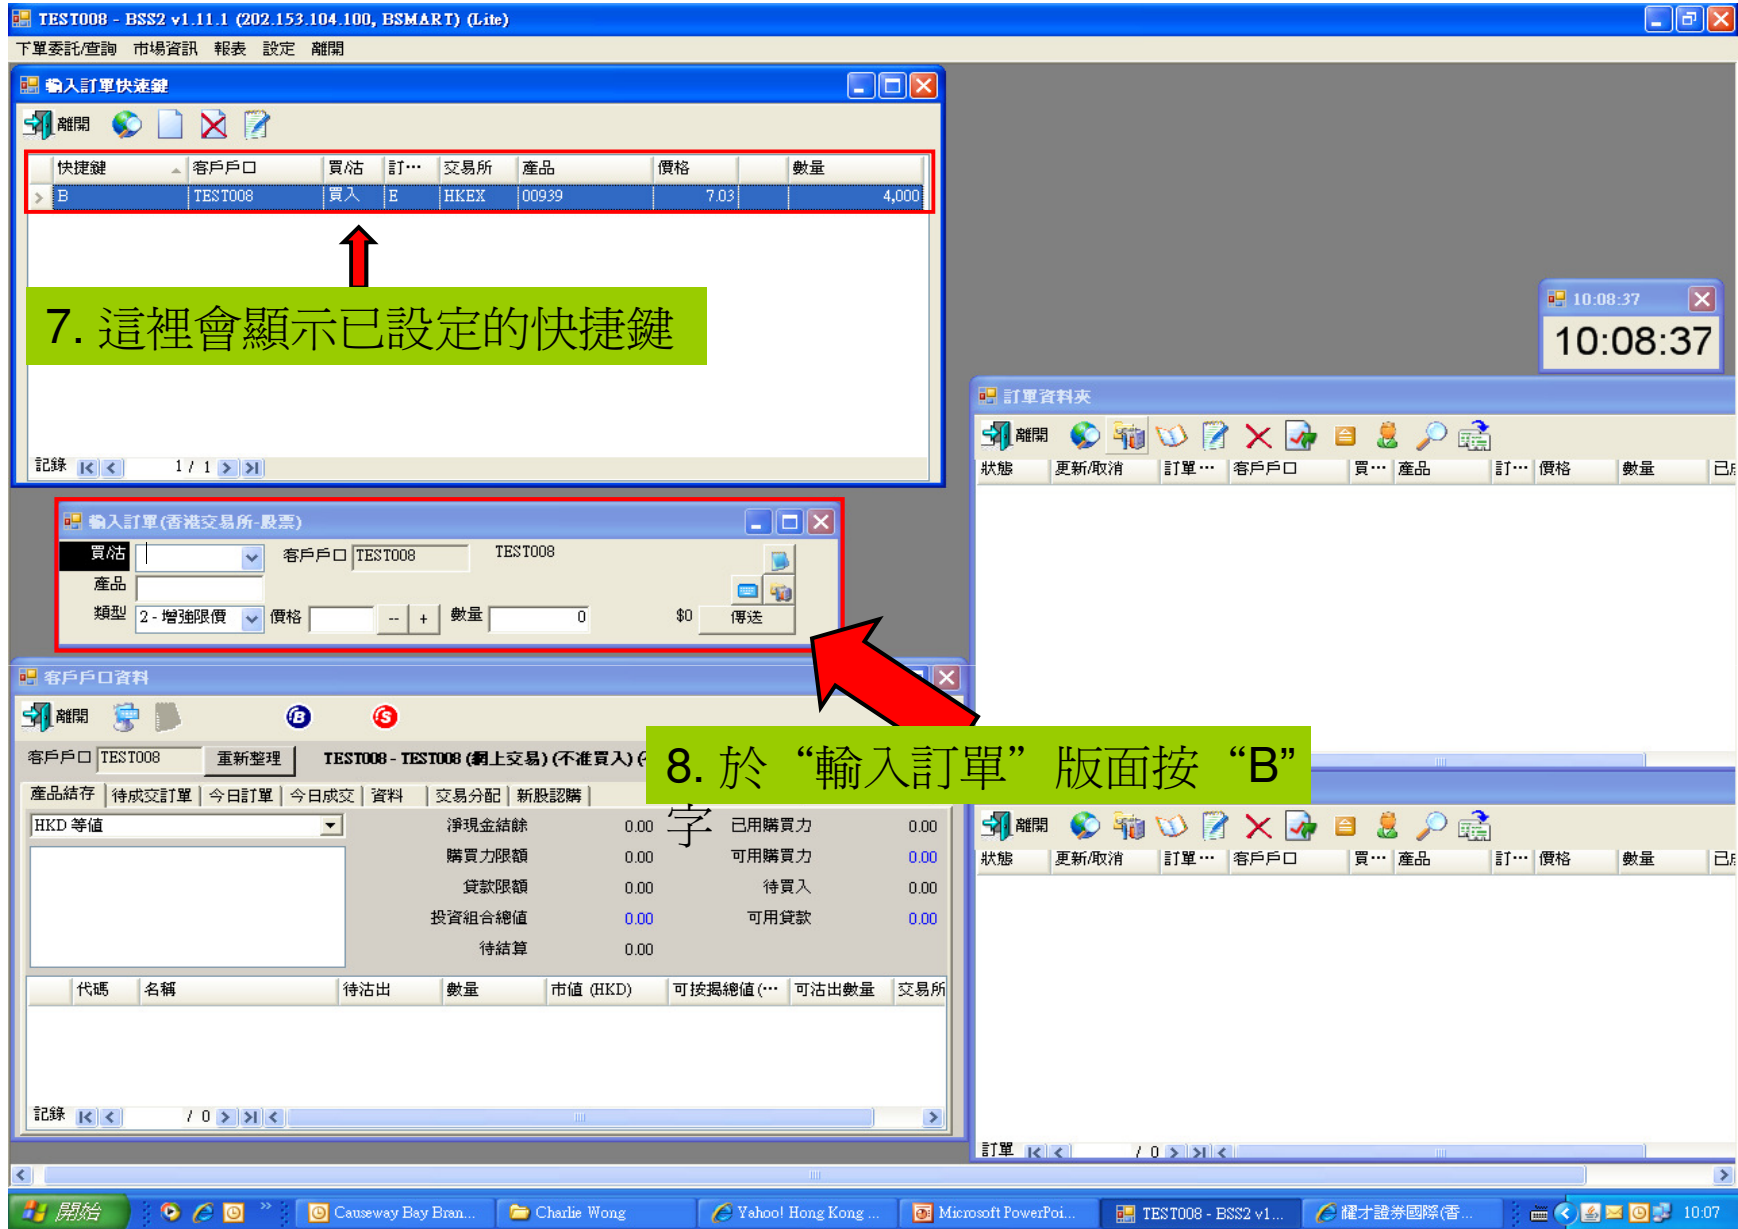 TEST008 - BSS2 v1.11.1 (202.153.104.100, BSMART) (Lite)
下單委託/查詢 市場資訊 報表 設定 離開
輸入訂單快速鍵
離開
快捷鍵 客戶戶口 買/沽 訂… 交易所 產品 價格 數量
B TEST008 買入 E HKEX 00939 7.03 4,000
7. 這裡會顯示已設定的快捷鍵
記錄 1 / 1
10:08:37
10:08:37
訂單資料夾
離開
狀態 更新/取消 訂單… 客戶戶口 買… 產品 訂… 價格 數量
輸入訂單(香港交易所-股票)
買/沽 客戶戶口 TEST008 TEST008
產品
類型 2 - 增強限價 價格 -- + 數量 0 $0 傳送
客戶戶口資料
離開 B S
客戶戶口 TEST008 重新整理 TEST008 - TEST008 (網上交易) (不准買入)
8. 於“輸入訂單”版面按“B”
字
產品結存 待成交訂單 今日訂單 今日成交 資料 交易分配 新股認購
HKD 等值
淨現金結餘 0.00 已用購買力 0.00
購買力限額 0.00 可用購買力 0.00
貸款限額 0.00 待買入 0.00
投資組合總值 0.00 可用貸款 0.00
待結算 0.00
代碼 名稱 待沽出 數量 市值 (HKD) 可按揭總值(… 可沽出數量 交易所
記錄 / 0
離開
狀態 更新/取消 訂單… 客戶戶口 買… 產品 訂… 價格 數量
訂單 / 0
開始 Causeway Bay Bran... Charlie Wong Yahoo! Hong Kong ... Microsoft PowerPoi... TEST008 - BSS2 v1... 耀才證券國際(香... 10:07